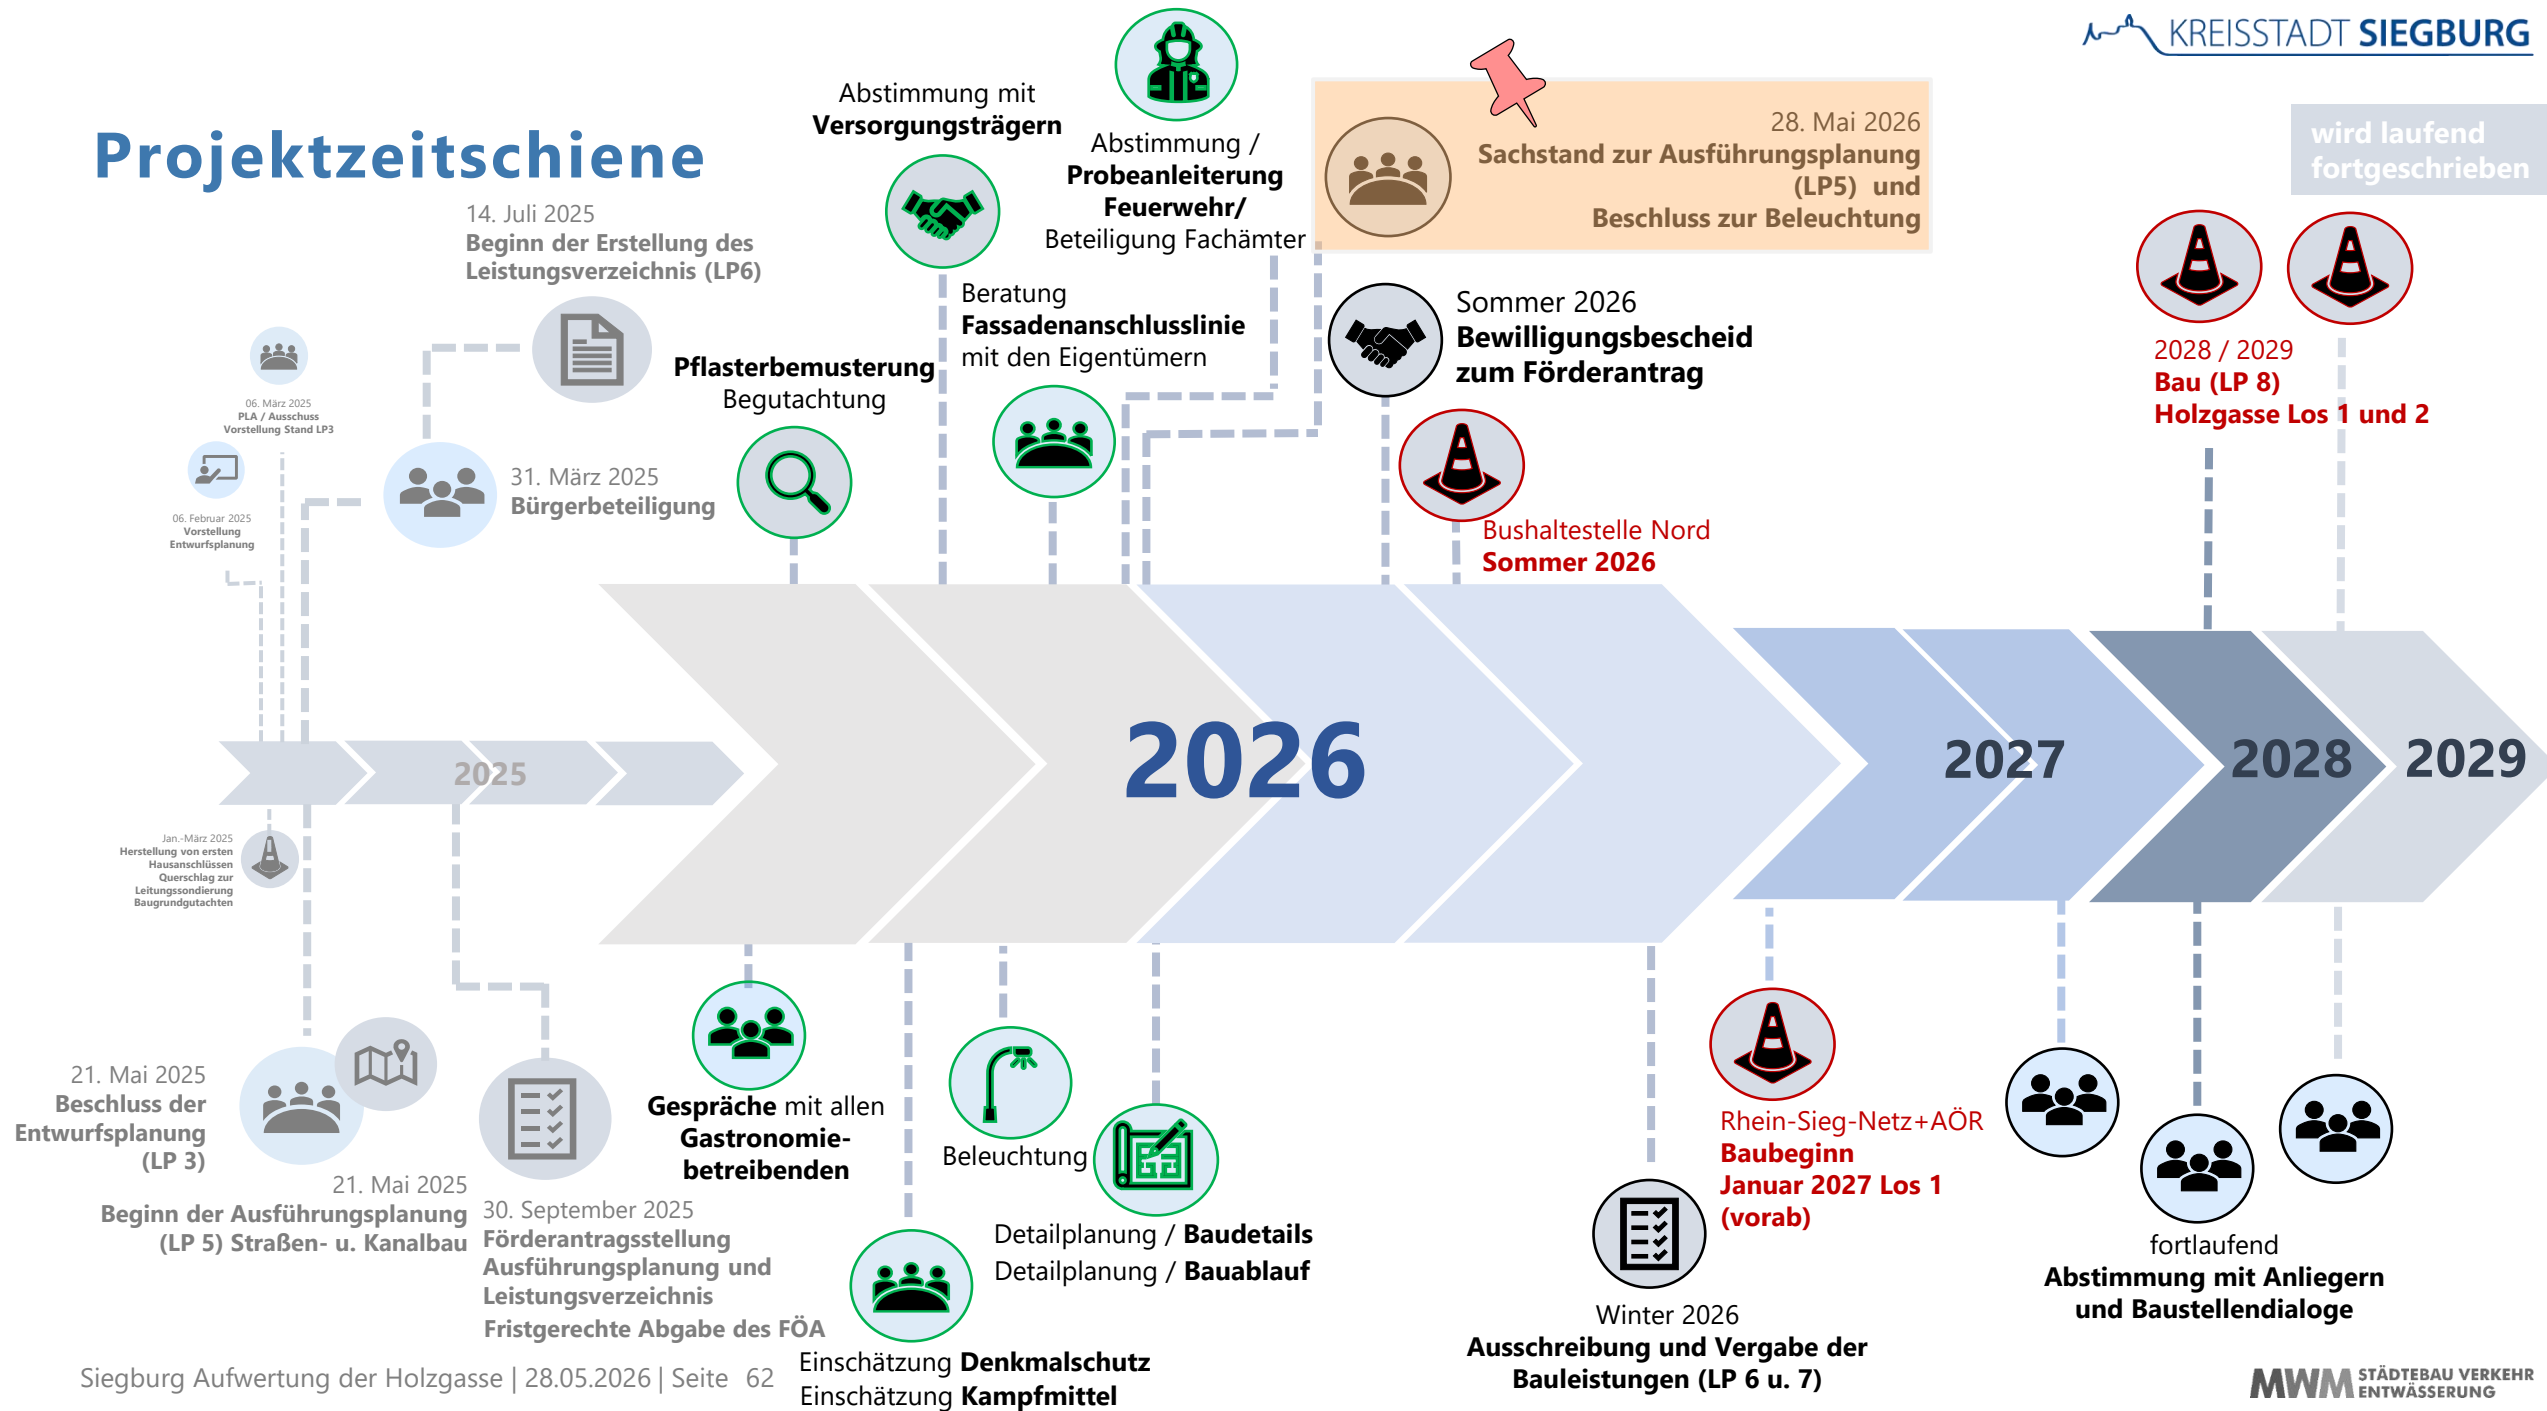 KREISSTADT SIEGBURG
Projektzeitschiene
wird laufend
fortgeschrieben
06. März 2025
PLA / Ausschuss
Vorstellung Stand LP3
06. Februar 2025
Vorstellung
Entwurfsplanung
14. Juli 2025
Beginn der Erstellung des
Leistungsverzeichnis (LP6)
31. März 2025
Bürgerbeteiligung
Pflasterbemusterung
Begutachtung
Abstimmung mit
Versorgungsträgern
Beratung
Fassadenanschlusslinie
mit den Eigentümern
Abstimmung /
Probeanleiterung
Feuerwehr/
Beteiligung Fachämter
28. Mai 2026
Sachstand zur Ausführungsplanung
(LP5) und
Beschluss zur Beleuchtung
Sommer 2026
Bewilligungsbescheid
zum Förderantrag
Bushaltestelle Nord
Sommer 2026
2028 / 2029
Bau (LP 8)
Holzgasse Los 1 und 2
2025
2026
2027
2028
2029
Jan.-März 2025
Herstellung von ersten
Hausanschlüssen
Querschlag zur
Leitungssondierung
Baugrundgutachten
21. Mai 2025
Beschluss der
Entwurfsplanung
(LP 3)
21. Mai 2025
Beginn der Ausführungsplanung
(LP 5) Straßen- u. Kanalbau
30. September 2025
Förderantragsstellung
Ausführungsplanung und
Leistungsverzeichnis
Fristgerechte Abgabe des FÖA
Gespräche mit allen
Gastronomie-
betreibenden
Einschätzung Denkmalschutz
Einschätzung Kampfmittel
Beleuchtung
Detailplanung / Baudetails
Detailplanung / Bauablauf
Winter 2026
Ausschreibung und Vergabe der
Bauleistungen (LP 6 u. 7)
Rhein-Sieg-Netz+AÖR
Baubeginn
Januar 2027 Los 1
(vorab)
fortlaufend
Abstimmung mit Anliegern
und Baustellendialoge
Siegburg Aufwertung der Holzgasse | 28.05.2026 | Seite 62
MWM STÄDTEBAU VERKEHR
ENTWÄSSERUNG